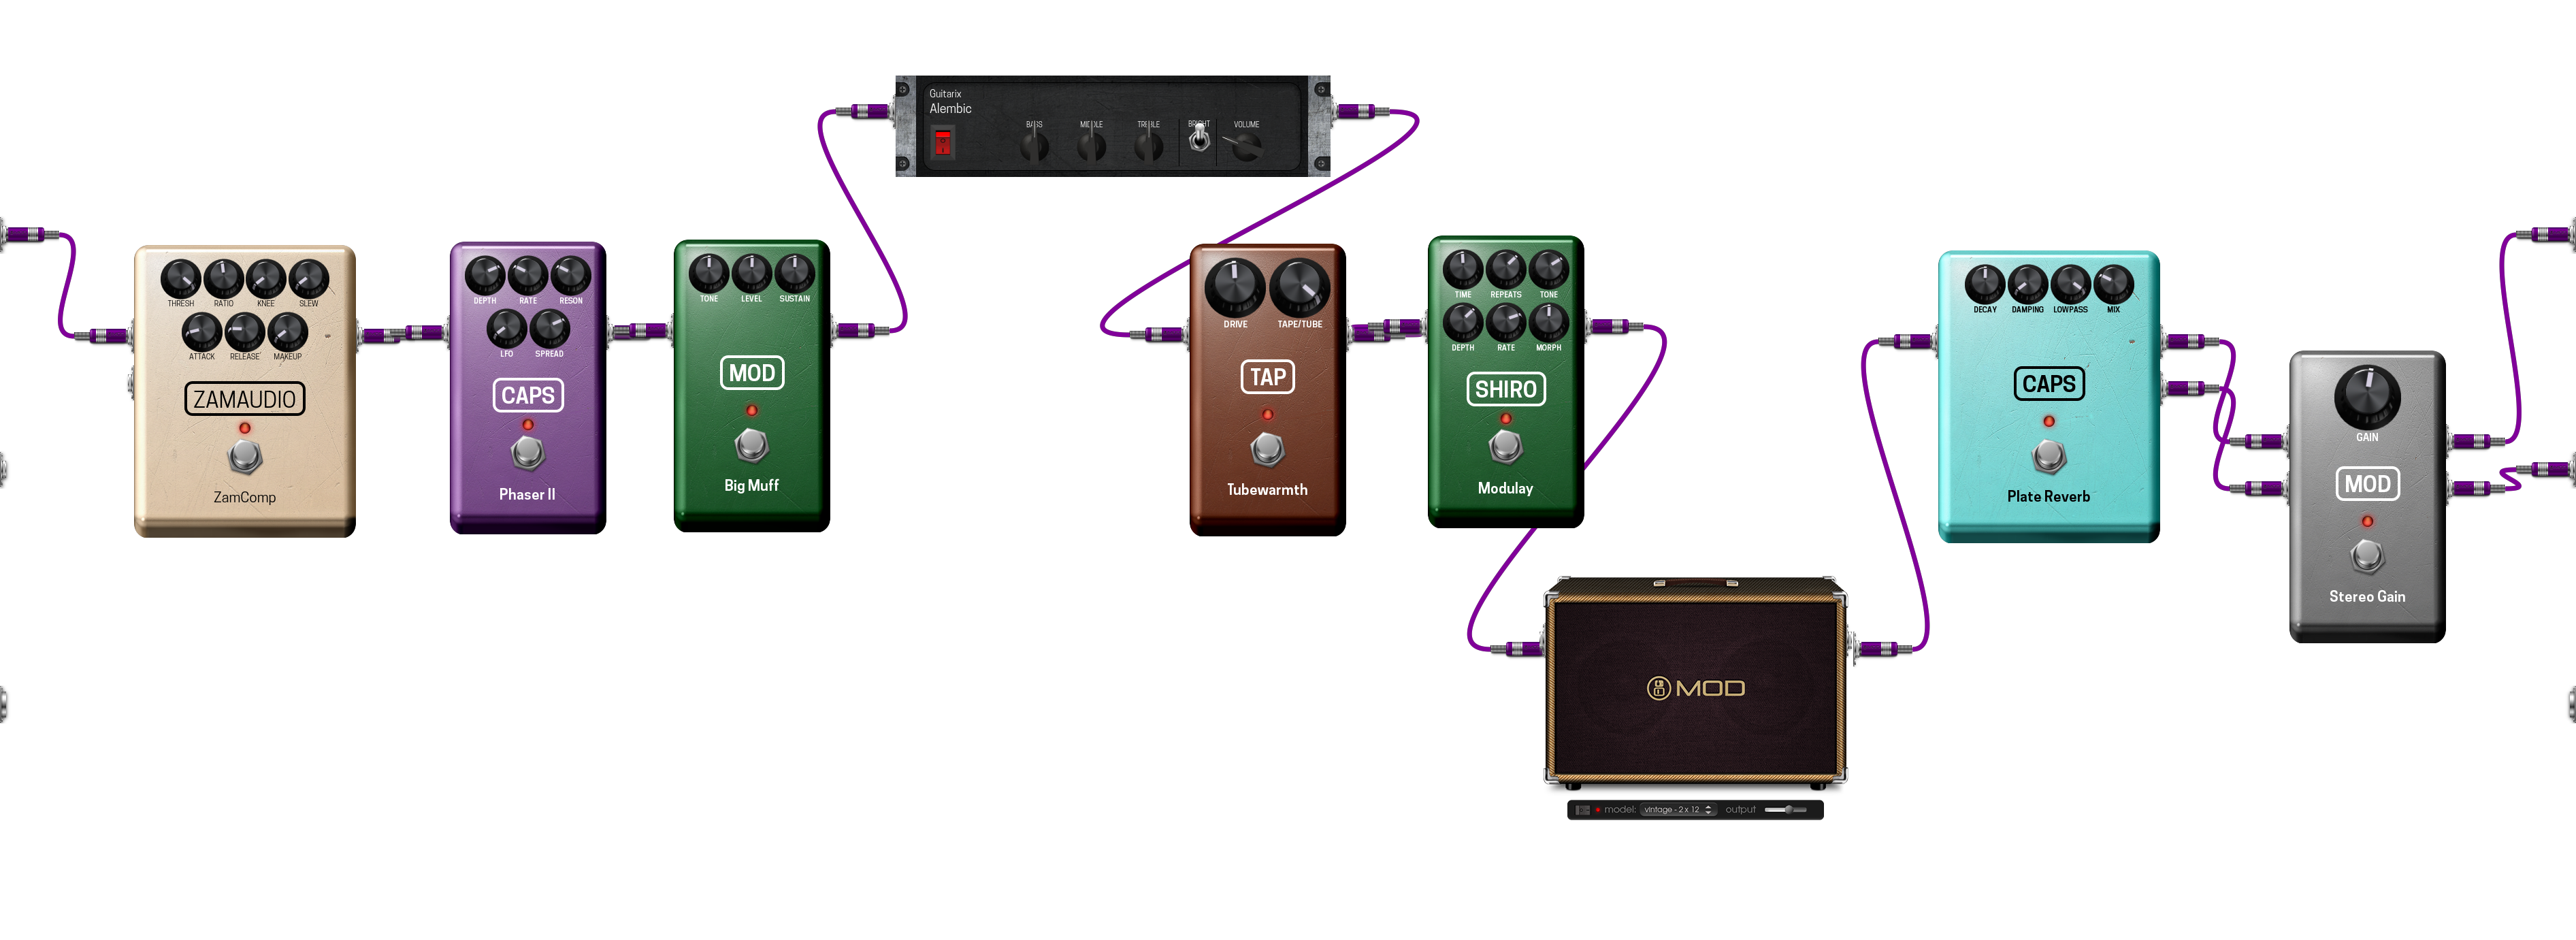 THRESH RATIO KNEE SLEW
ATTACK RELEASE MAKEUP
ZAMAUDIO
ZamComp
DEPTH RATE RESON
LFO SPREAD
CAPS
Phaser II
TONE LEVEL SUSTAIN
MOD
Big Muff
Guitarix
Alembic
BASS MIDDLE TREBLE BRIGHT VOLUME
DRIVE TAPE/TUBE
TAP
Tubewarmth
TIME REPEATS TONE
DEPTH RATE MORPH
SHIRO
Modulay
MOD
model: vintage - 2 x 12 output
DECAY DAMPING LOWPASS MIX
CAPS
Plate Reverb
GAIN
MOD
Stereo Gain